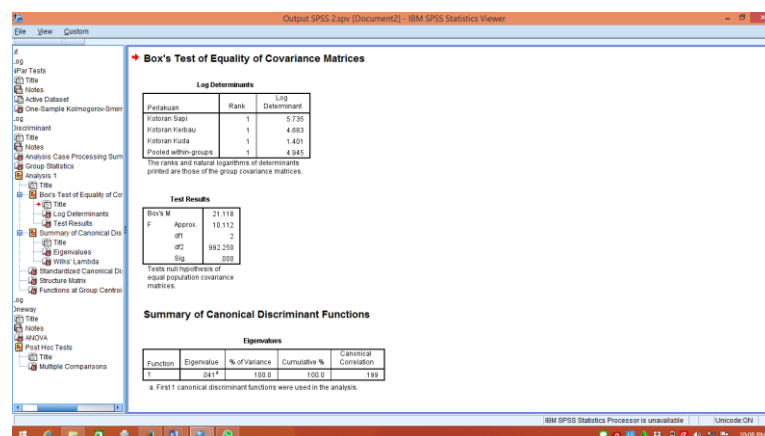 Output SPSS 2.spv [Document2] - IBM SPSS Statistics Viewer
File View Custom
Log
NPar Tests
Title
Notes
Active Dataset
One-Sample Kolmogorov-Smirr
Log
Discriminant
Title
Notes
Analysis Case Processing Sum
Group Statistics
Analysis 1
Title
Box's Test of Equality of Co
Title
Log Determinants
Test Results
Summary of Canonical Dis
Title
Eigenvalues
Wilks' Lambda
Standardized Canonical Di
Structure Matrix
Functions at Group Centroi
Log
Oneway
Title
Notes
ANOVA
Post Hoc Tests
Title
Multiple Comparisons
Box's Test of Equality of Covariance Matrices
Log Determinants
Perlakuan Rank Log Determinant
Kotoran Sapi 1 5.735
Kotoran Kerbau 1 4.683
Kotoran Kuda 1 1.401
Pooled within-groups 1 4.945
The ranks and natural logarithms of determinants
printed are those of the group covariance matrices.
Test Results
Box's M 21.118
F Approx. 10.112
df1 2
df2 992.250
Sig. .000
Tests null hypothesis of
equal population covariance
matrices.
Summary of Canonical Discriminant Functions
Eigenvalues
Function Eigenvalue % of Variance Cumulative % Canonical Correlation
1 .041a 100.0 100.0 .199
a. First 1 canonical discriminant functions were used in the analysis.
IBM SPSS Statistics Processor is unavailable Unicode:ON
10:08 PM